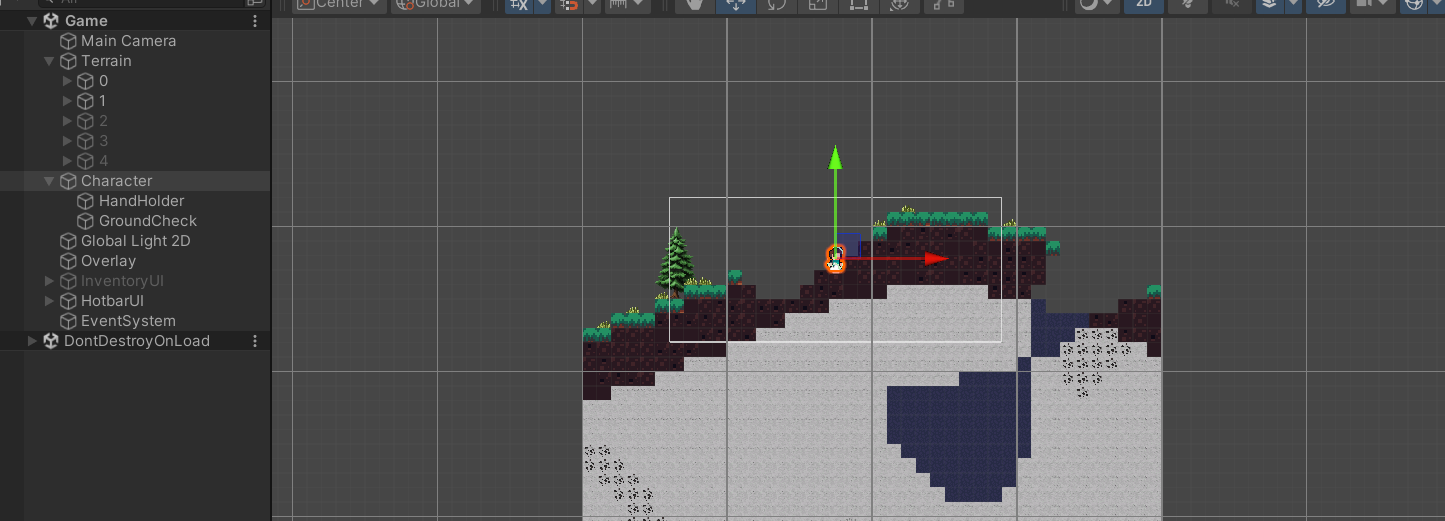 All
Center
Global
2D
Game
Main Camera
Terrain
0
1
2
3
4
Character
HandHolder
GroundCheck
Global Light 2D
Overlay
InventoryUI
HotbarUI
EventSystem
DontDestroyOnLoad